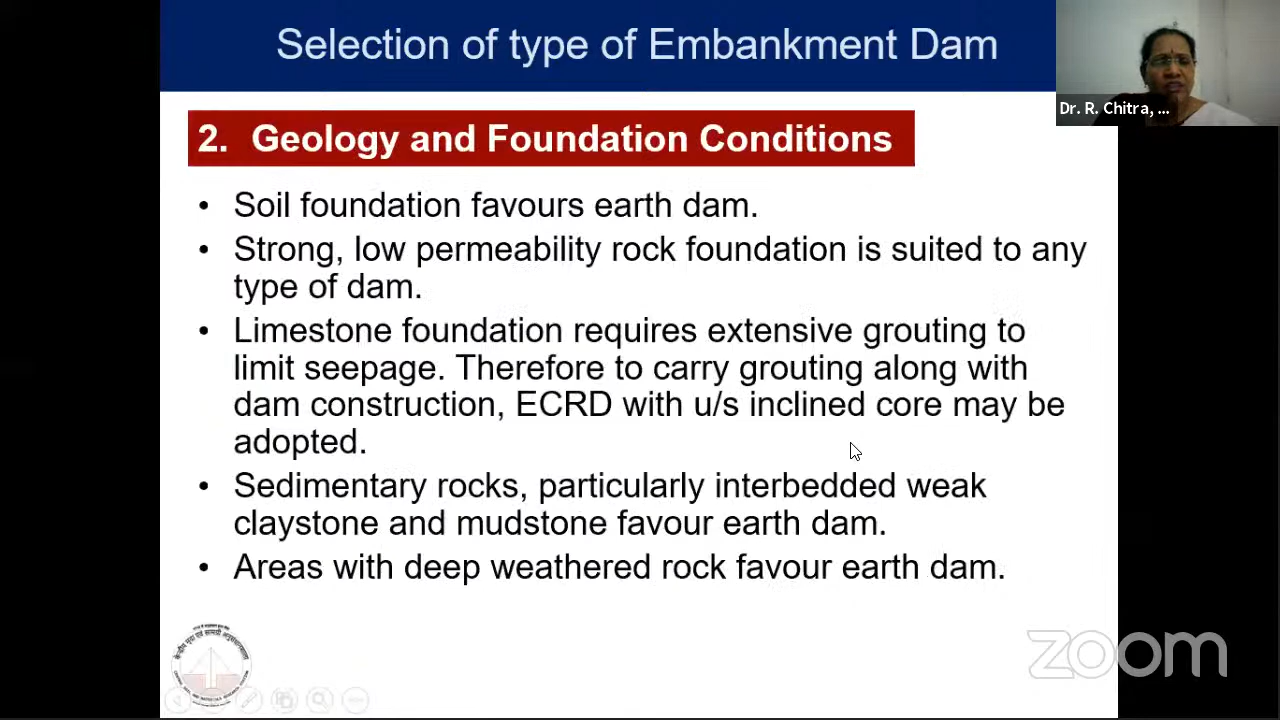 Selection of type of Embankment Dam
Dr. R. Chitra, ...
2. Geology and Foundation Conditions
• Soil foundation favours earth dam.
• Strong, low permeability rock foundation is suited to any
type of dam.
• Limestone foundation requires extensive grouting to
limit seepage. Therefore to carry grouting along with
dam construction, ECRD with u/s inclined core may be
adopted.
• Sedimentary rocks, particularly interbedded weak
claystone and mudstone favour earth dam.
• Areas with deep weathered rock favour earth dam.
zoom